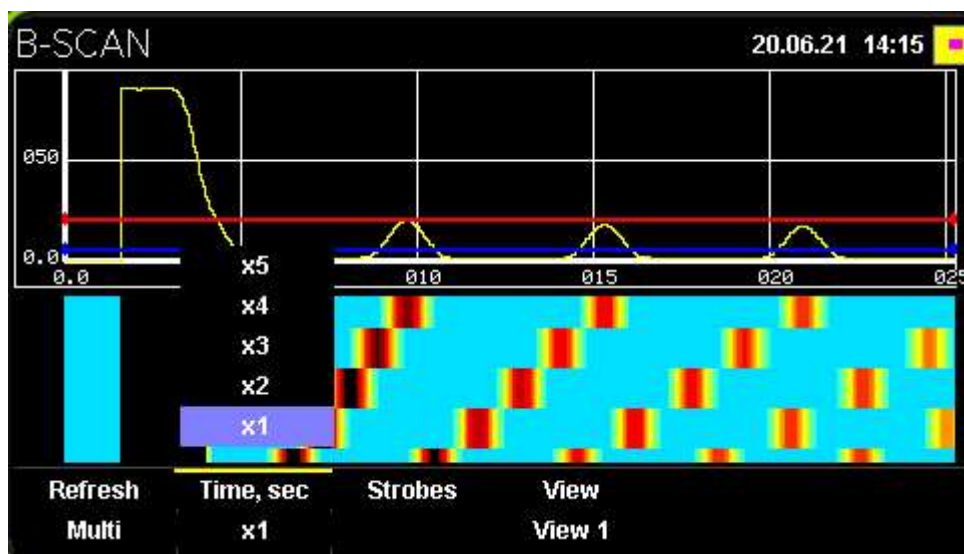 B-SCAN 20.06.21 14:15
050
0.0
0.0 010 015 020 025
x5
x4
x3
x2
x1
Refresh Time, sec Strobes View
Multi x1 View 1